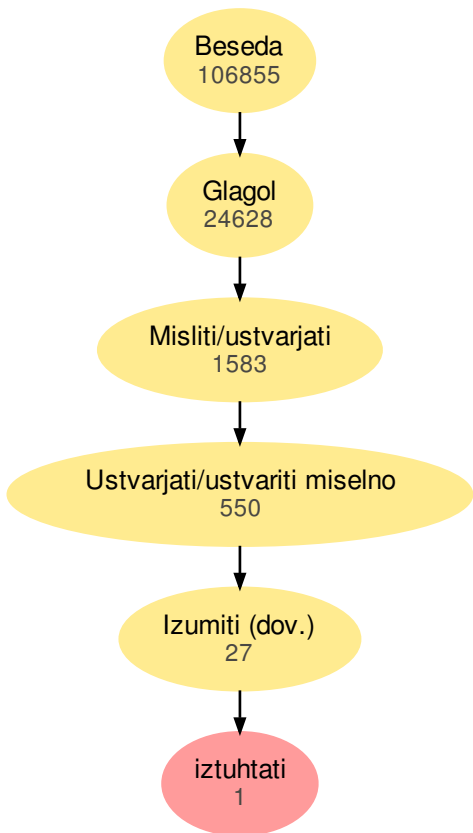 Beseda
106855
Glagol
24628
Misliti/ustvarjati
1583
Ustvarjati/ustvariti miselno
550
Izumiti (dov.)
27
iztuhtati
1